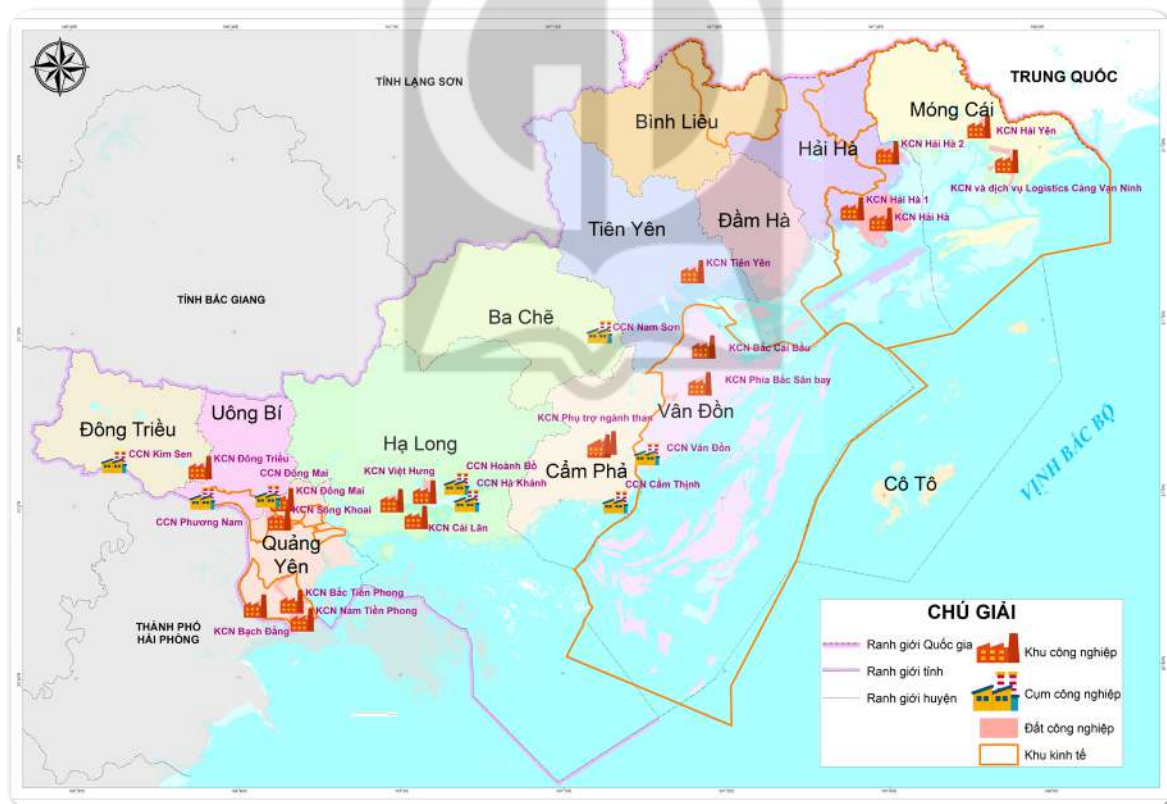 TỈNH LẠNG SƠN
TRUNG QUỐC
Móng Cái
Bình Liêu
KCN Hải Yên
Hải Hà
KCN Hải Hà 2
KCN và dịch vụ Logistics Cảng Vạn Ninh
KCN Hải Hà 1
KCN Hải Hà
Đầm Hà
Tiên Yên
KCN Tiên Yên
TỈNH BẮC GIANG
Ba Chẽ
CCN Nam Sơn
KCN Bắc Cái Bầu
KCN Phía Bắc Sân bay
Uông Bí
Vân Đồn
Đông Triều
Hạ Long
KCN Phụ trợ ngành than
CCN Kim Sen
KCN Đông Triều
CCN Vân Đồn
CCN Đông Mai
KCN Việt Hưng
CCN Hoành Bồ
Cẩm Phả
CCN Hà Khánh
Cô Tô
VỊNH BẮC BỘ
KCN Đông Mai
CCN Cẩm Thịnh
KCN Sông Khoai
CCN Phương Nam
KCN Cái Lân
Quảng
Yên
KCN Bắc Tiền Phong
KCN Nam Tiền Phong
KCN Bạch Đằng
THÀNH PHỐ
HẢI PHÒNG
CHÚ GIẢI
Ranh giới Quốc gia
Khu công nghiệp
Ranh giới tỉnh
Cụm công nghiệp
Ranh giới huyện
Đất công nghiệp
Khu kinh tế